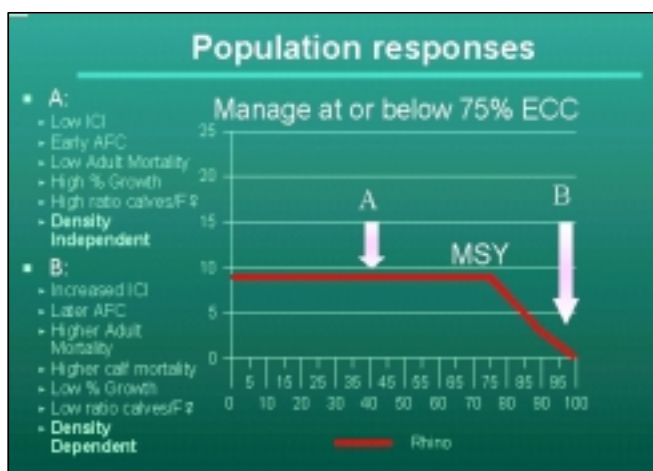 Population responses
A:
Low ICI
Early AFC
Low Adult Mortality
High % Growth
High ratio calves/F♀
Density
Independent
B:
Increased ICI
Later AFC
Higher Adult
Mortality
Higher calf mortality
Low % Growth
Low ratio calves/F♀
Density
Dependent
Manage at or below 75% ECC
25
20
15
10
5
0
A
B
MSY
5 15 25 35 45 55 65 75 85 95
0 10 20 30 40 50 60 70 80 90 100
Rhino